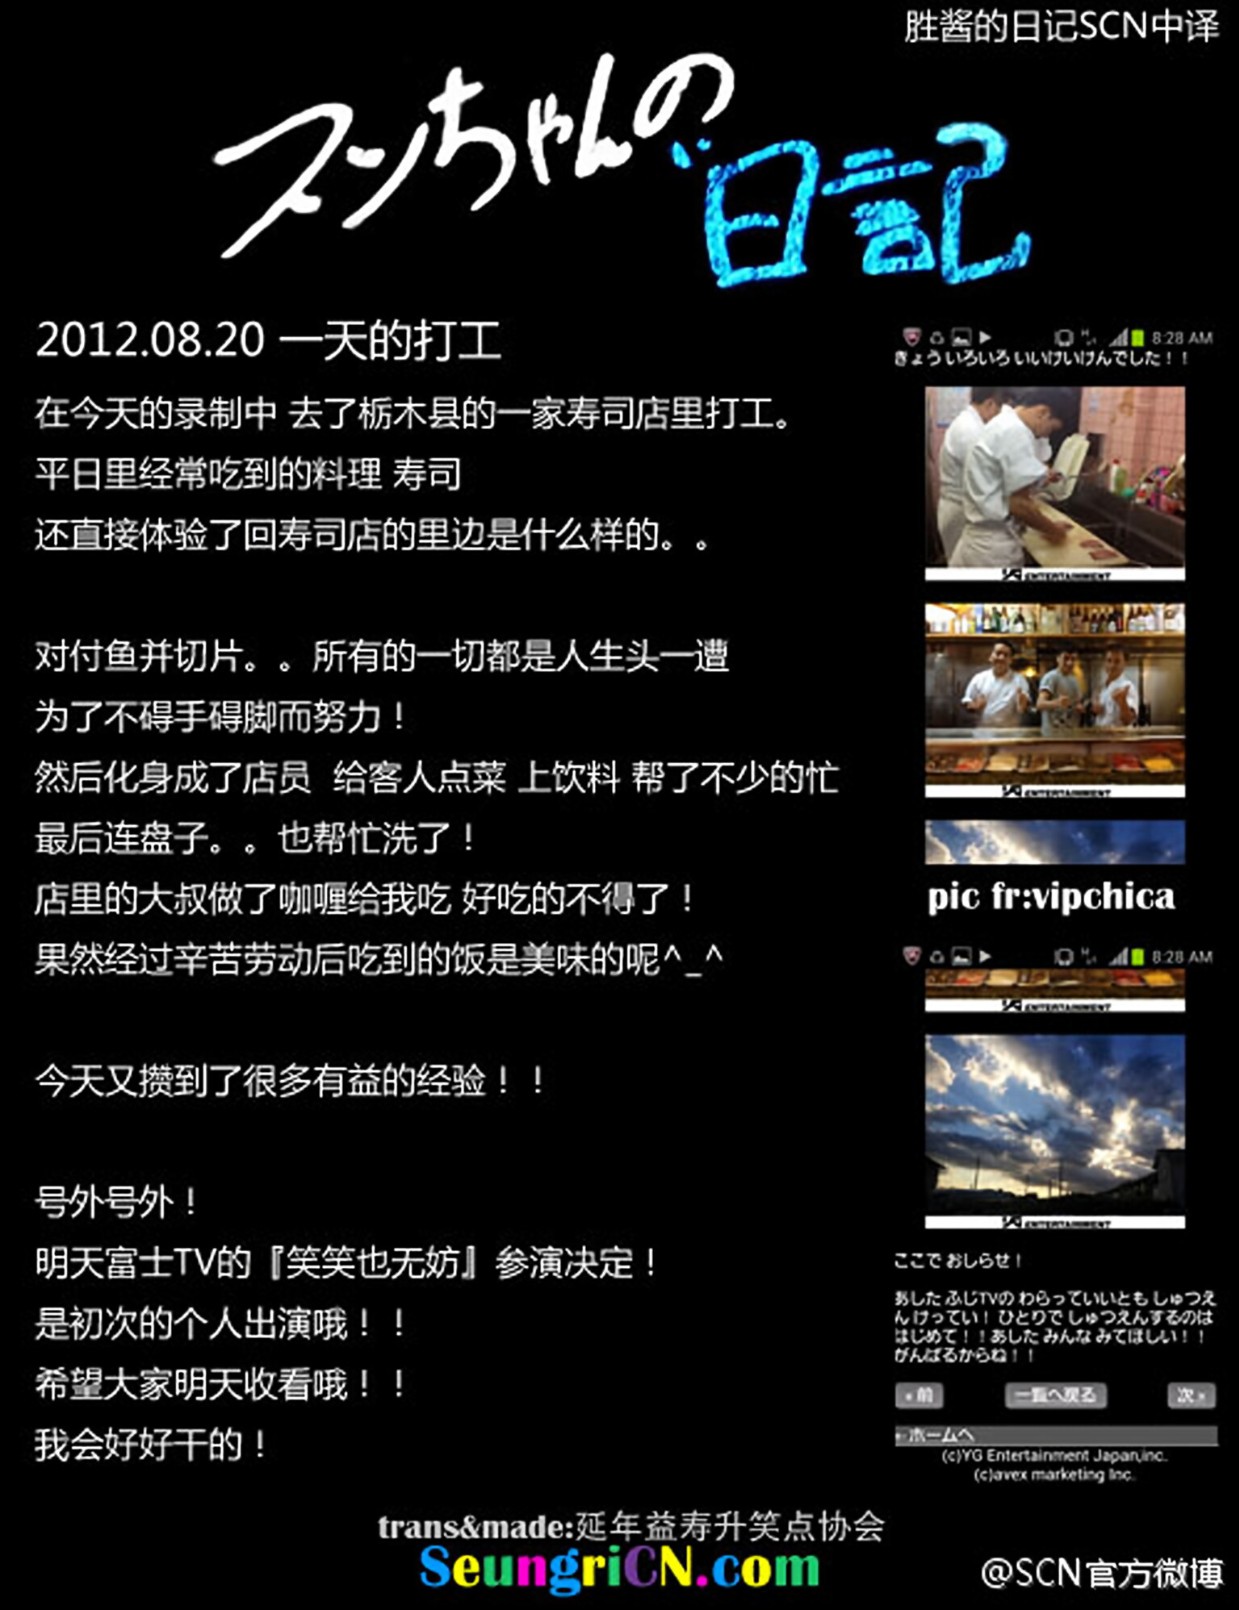 胜酱的日记SCN中译
スンちゃんの
日記
2012.08.20 一天的打工
在今天的录制中 去了栃木县的一家寿司店里打工。
平日里经常吃到的料理 寿司
还直接体验了回寿司店的里边是什么样的。。
对付鱼并切片。。所有的一切都是人生头一遭
为了不碍手碍脚而努力！
然后化身成了店员  给客人点菜 上饮料 帮了不少的忙
最后连盘子。。也帮忙洗了！
店里的大叔做了咖喱给我吃 好吃的不得了！
果然经过辛苦劳动后吃到的饭是美味的呢^_^
今天又攒到了很多有益的经验！！
号外号外！
明天富士TV的『笑笑也无妨』参演决定！
是初次的个人出演哦！！
希望大家明天收看哦！！
我会好好干的！
8:28 AM
きょういろいろ いいけいけんでした！！
YG ENTERTAINMENT
YG ENTERTAINMENT
pic fr:vipchica
8:28 AM
YG ENTERTAINMENT
YG ENTERTAINMENT
ここで おしらせ！
あした ふじTVの わらっていいとも しゅつえ
ん けってい！ ひとりで しゅつえんするのは
はじめて！！あした みんな みてほしい！！
がんばるからね！！
«前
一覧へ戻る
次»
←ホームへ
(c)YG Entertainment Japan,inc.
(c)avex marketing Inc.
trans&made:延年益寿升笑点协会
SeungriCN.com
@SCN官方微博